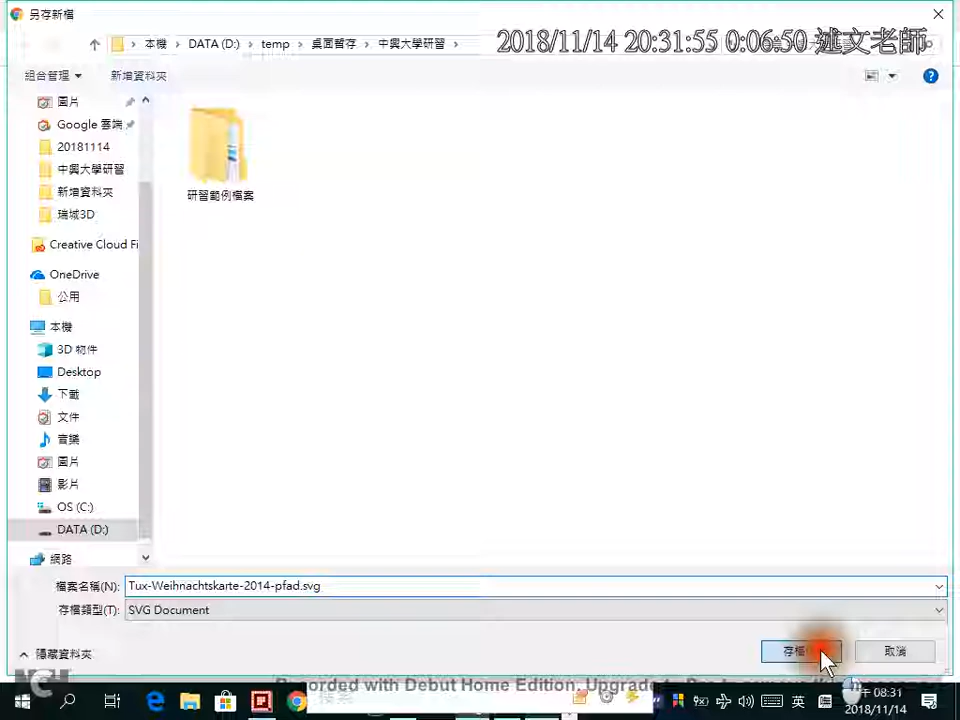 另存新檔
本機 › DATA (D:) › temp › 桌面暫存 › 中興大學研習 ›
2018/11/14 20:31:55 0:06:50 述文老師
組合管理 ▾ 新增資料夾
圖片
Google 雲端
20181114
中興大學研習
新增資料夾
瑞城3D
研習範例檔案
Creative Cloud Fi
OneDrive
公用
本機
3D 物件
Desktop
下載
文件
音樂
圖片
影片
OS (C:)
DATA (D:)
網路
檔案名稱(N): Tux-Weihnachtskarte-2014-pfad.svg
存檔類型(T): SVG Document
隱藏資料夾
存檔
取消
Recorded with Debut Home Edition. Upgrade
英
08:31
2018/11/14